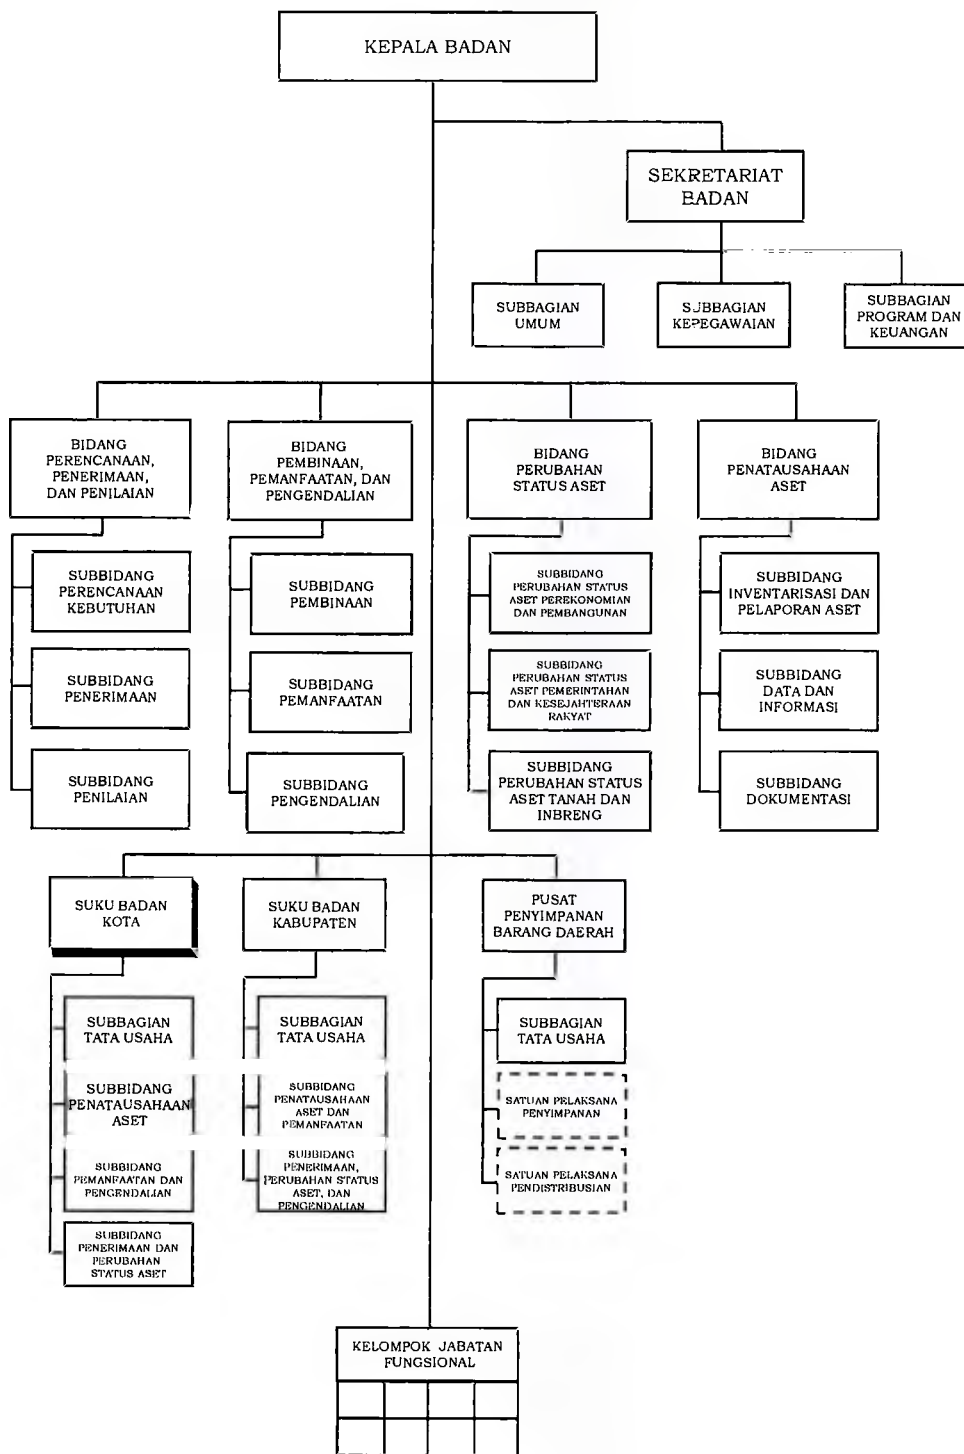 KEPALA BADAN
SEKRETARIAT
BADAN
SUBBAGIAN
UMUM
SUBBAGIAN
KEPEGAWAIAN
SUBBAGIAN
PROGRAM DAN
KEUANGAN
BIDANG
PERENCANAAN,
PENERIMAAN,
DAN PENILAIAN
BIDANG
PEMBINAAN,
PEMANFAATAN, DAN
PENGENDALIAN
BIDANG
PERUBAHAN
STATUS ASET
BIDANG
PENATAUSAHAAN
ASET
SUBBIDANG
PERENCANAAN
KEBUTUHAN
SUBBIDANG
PEMBINAAN
SUBBIDANG
PERUBAHAN STATUS
ASET PEREKONOMIAN
DAN PEMBANGUNAN
SUBBIDANG
INVENTARISASI DAN
PELAPORAN ASET
SUBBIDANG
PENERIMAAN
SUBBIDANG
PEMANFAATAN
SUBBIDANG
PERUBAHAN STATUS
ASET PEMERINTAHAN
DAN KESEJAHTERAAN
RAKYAT
SUBBIDANG
DATA DAN
INFORMASI
SUBBIDANG
PENILAIAN
SUBBIDANG
PENGENDALIAN
SUBBIDANG
PERUBAHAN STATUS
ASET TANAH DAN
INBRENG
SUBBIDANG
DOKUMENTASI
SUKU BADAN
KOTA
SUKU BADAN
KABUPATEN
PUSAT
PENYIMPANAN
BARANG DAERAH
SUBBAGIAN
TATA USAHA
SUBBAGIAN
TATA USAHA
SUBBAGIAN
TATA USAHA
SUBBIDANG
PENATAUSAHAAN
ASET
SUBBIDANG
PENATAUSAHAAN
ASET DAN
PEMANFAATAN
SATUAN PELAKSANA
PENYIMPANAN
SUBBIDANG
PEMANFAATAN DAN
PENGENDALIAN
SUBBIDANG
PENERIMAAN,
PERUBAHAN STATUS
ASET, DAN
PENGENDALIAN
SATUAN PELAKSANA
PENDISTRIBUSIAN
SUBBIDANG
PENERIMAAN DAN
PERUBAHAN
STATUS ASET
KELOMPOK JABATAN
FUNGSIONAL